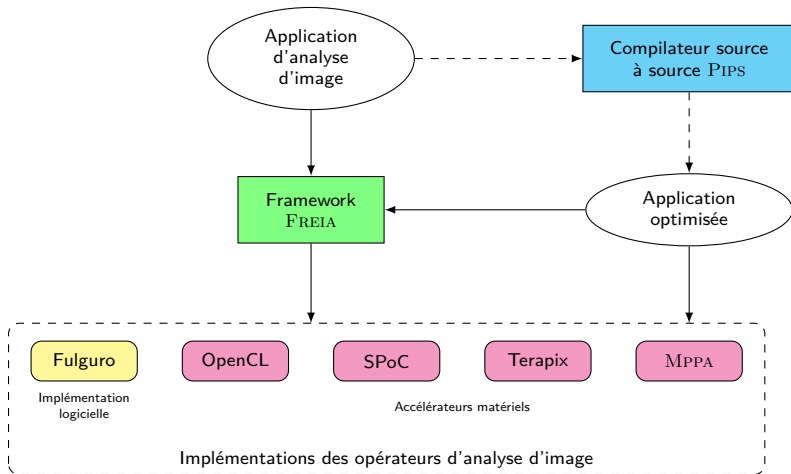 Application
d'analyse
d'image
Compilateur source
à source PIPS
Framework
FREIA
Application
optimisée
Fulguro
OpenCL
SPoC
Terapix
MPPA
Implémentation
logicielle
Accélérateurs matériels
Implémentations des opérateurs d'analyse d'image